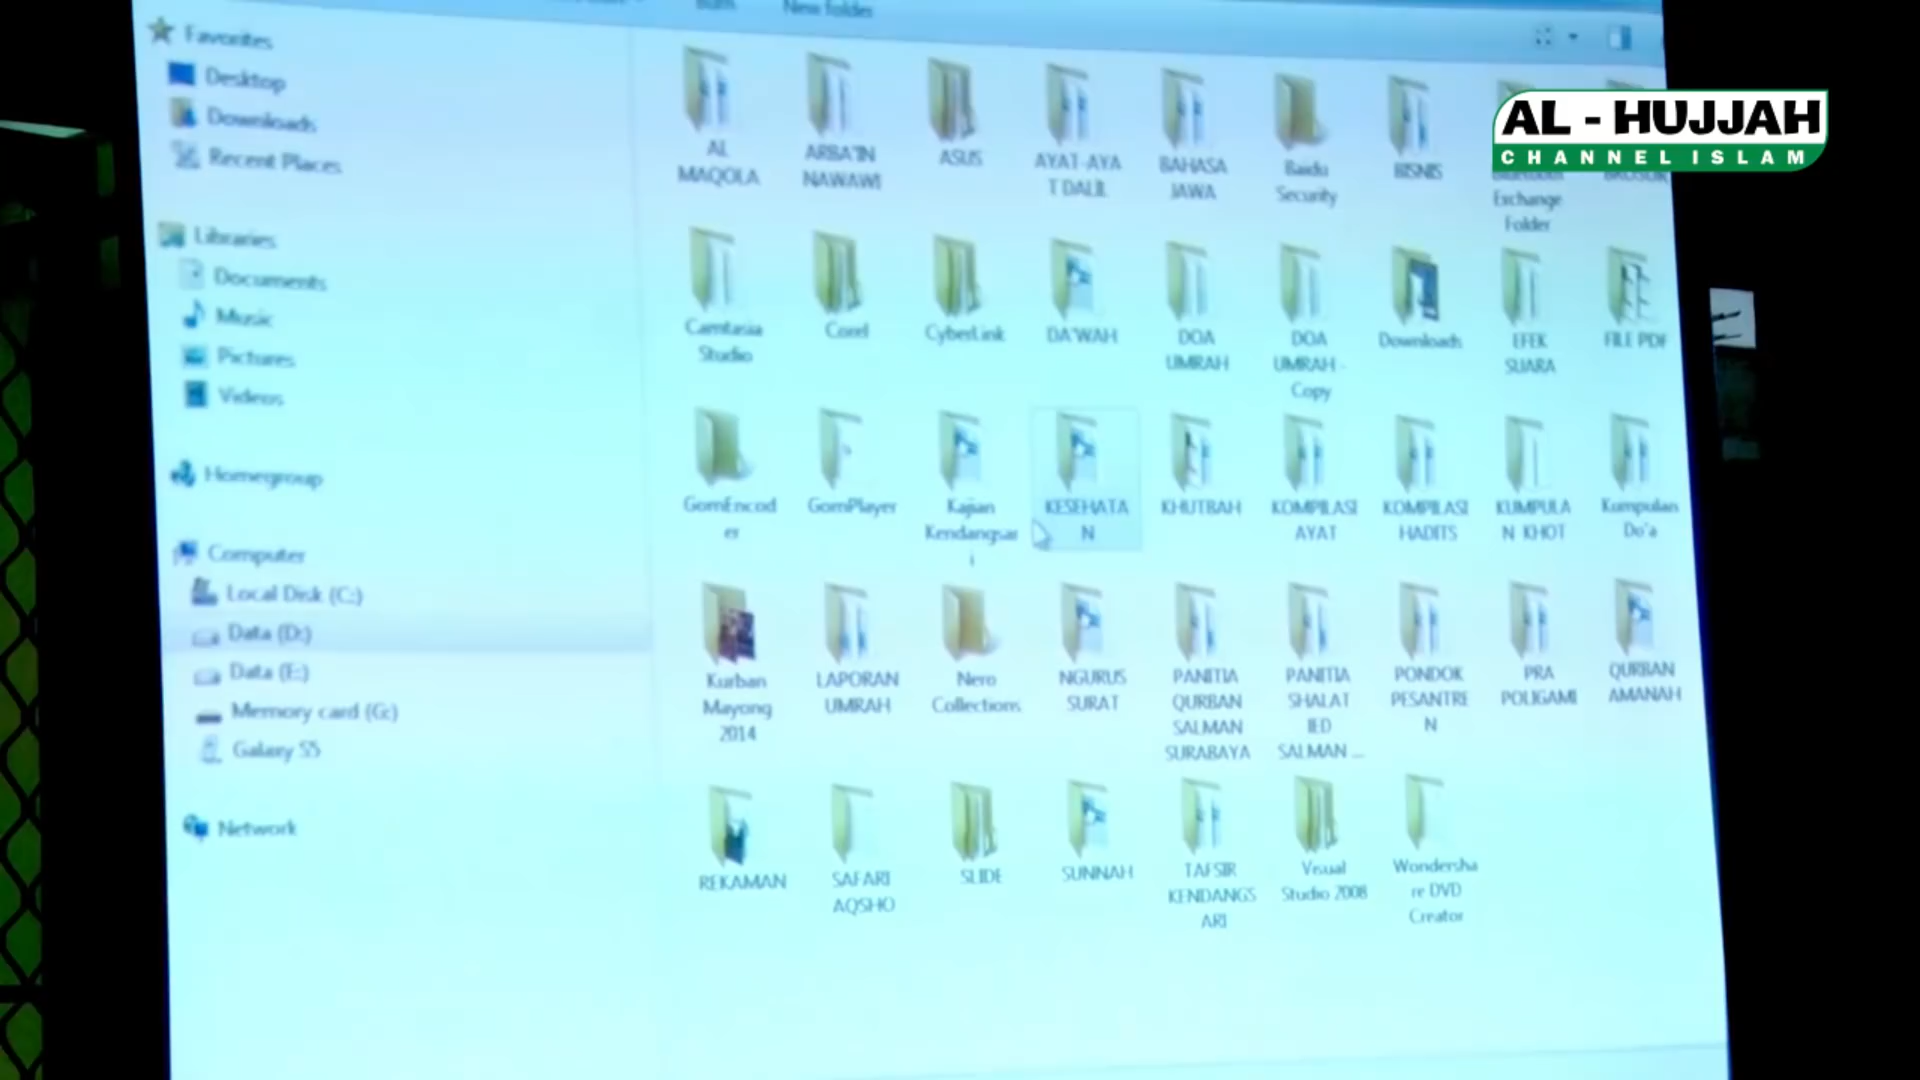 Burn
New folder
Favorites
Desktop
Downloads
Recent Places
Libraries
Documents
Music
Pictures
Videos
Homegroup
Computer
Local Disk (C:)
Data (D:)
Data (E:)
Memory card (G:)
Galaxy S5
Network
AL - HUJJAH
CHANNEL ISLAM
AL
MAQOLA
ARBA'IN
NAWAWI
ASUS
AYAT-AYA
T DALIL
BAHASA
JAWA
Baidu
Security
BISNIS
Exchange
Folder
Camtasia
Studio
Corel
CyberLink
DA'WAH
DOA
UMRAH
DOA
UMRAH -
Copy
Downloads
EFEK
SUARA
FILE PDF
GomEncod
er
GomPlayer
Kajian
Kendangsar
i
KESEHATA
N
KHUTBAH
KOMPILASI
AYAT
KOMPILASI
HADITS
KUMPULA
N KHOT
Kumpulan
Do'a
Kurban
Mayong
2014
LAPORAN
UMRAH
Nero
Collections
NGURUS
SURAT
PANITIA
QURBAN
SALMAN
SURABAYA
PANITIA
SHALAT
IED
SALMAN ...
PONDOK
PESANTRE
N
PRA
POLIGAMI
QURBAN
AMANAH
REKAMAN
SAFARI
AQSHO
SLIDE
SUNNAH
TAFSIR
KENDANGS
ARI
Visual
Studio 2008
Wondersha
re DVD
Creator